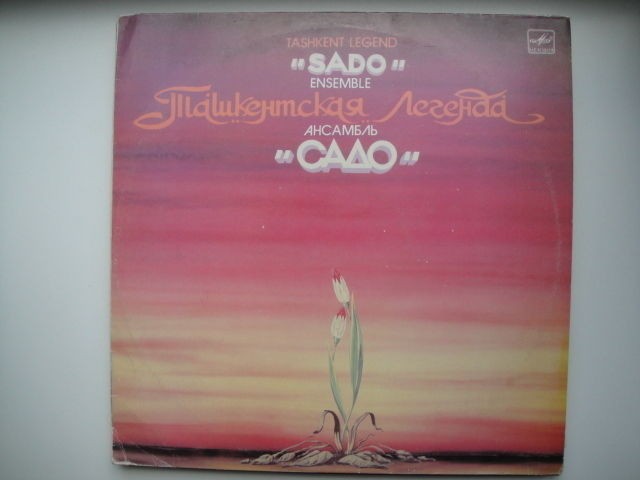 TASHKENT LEGEND
"SADO"
ENSEMBLE
Ташкентская Легенда
АНСАМБЛЬ
"САДО"